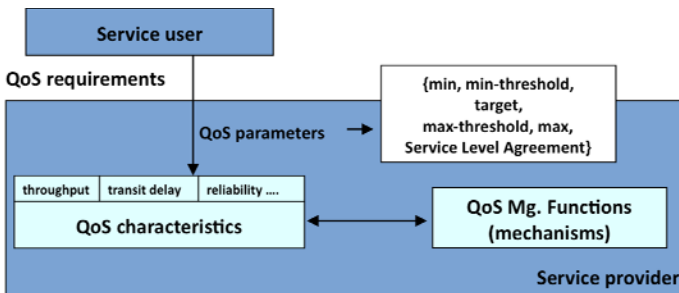 Service user
QoS requirements
{min, min-threshold,
target,
max-threshold, max,
Service Level Agreement}
QoS parameters
throughput
transit delay
reliability ....
QoS characteristics
QoS Mg. Functions
(mechanisms)
Service provider